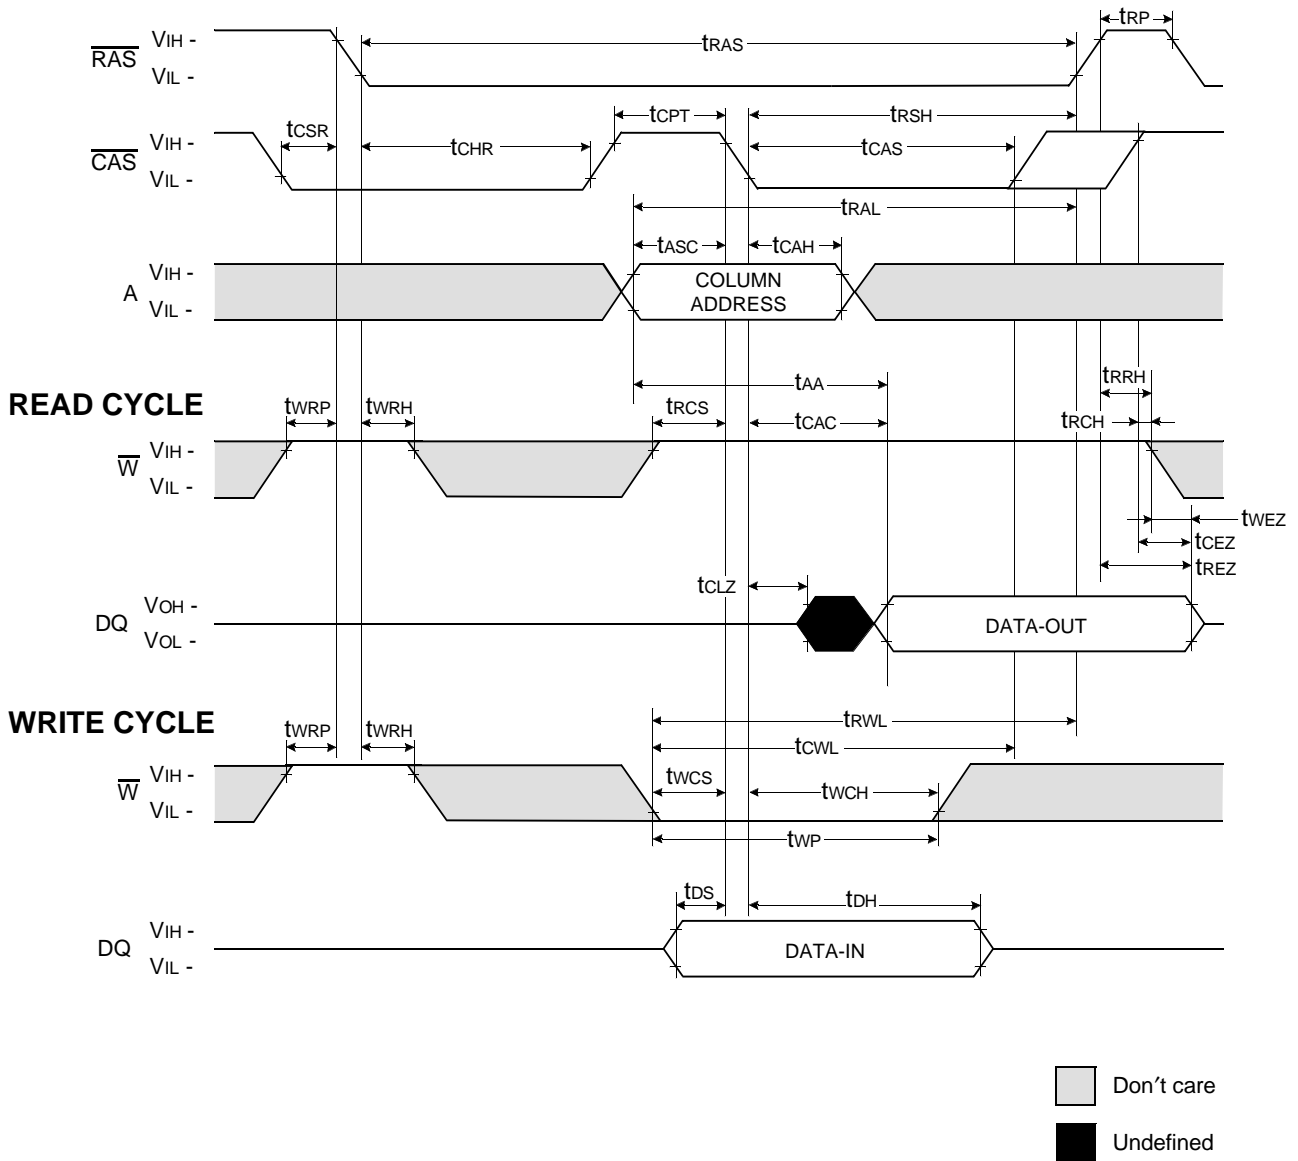 tRP
RAS
VIH -
tRAS
VIL -
tCPT
tRSH
tCSR
CAS
VIH -
tCHR
tCAS
VIL -
tRAL
tASC
tCAH
A
VIH -
COLUMN
ADDRESS
VIL -
tAA
tRRH
READ CYCLE
tWRP
tWRH
tRCS
tCAC
tRCH
W
VIH -
VIL -
tWEZ
tCEZ
tREZ
tCLZ
DQ
VOH -
VOL -
DATA-OUT
WRITE CYCLE
tRWL
tWRP
tWRH
tCWL
W
VIH -
tWCS
tWCH
VIL -
tWP
tDS
tDH
DQ
VIH -
DATA-IN
VIL -
Don′t care
Undefined